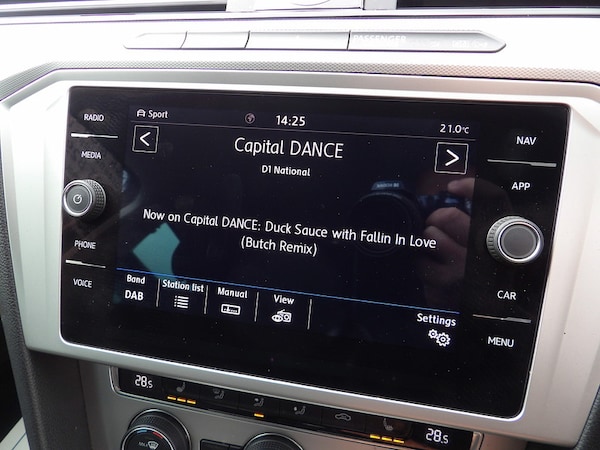 PASSENGER
RADIO
MEDIA
PHONE
VOICE
Sport
14:25
21.0°C
Capital DANCE
D1 National
Now on Capital DANCE: Duck Sauce with Fallin In Love
(Butch Remix)
Band
DAB
Station list
Manual
View
Settings
NAV
APP
CAR
MENU
28.5
28.5